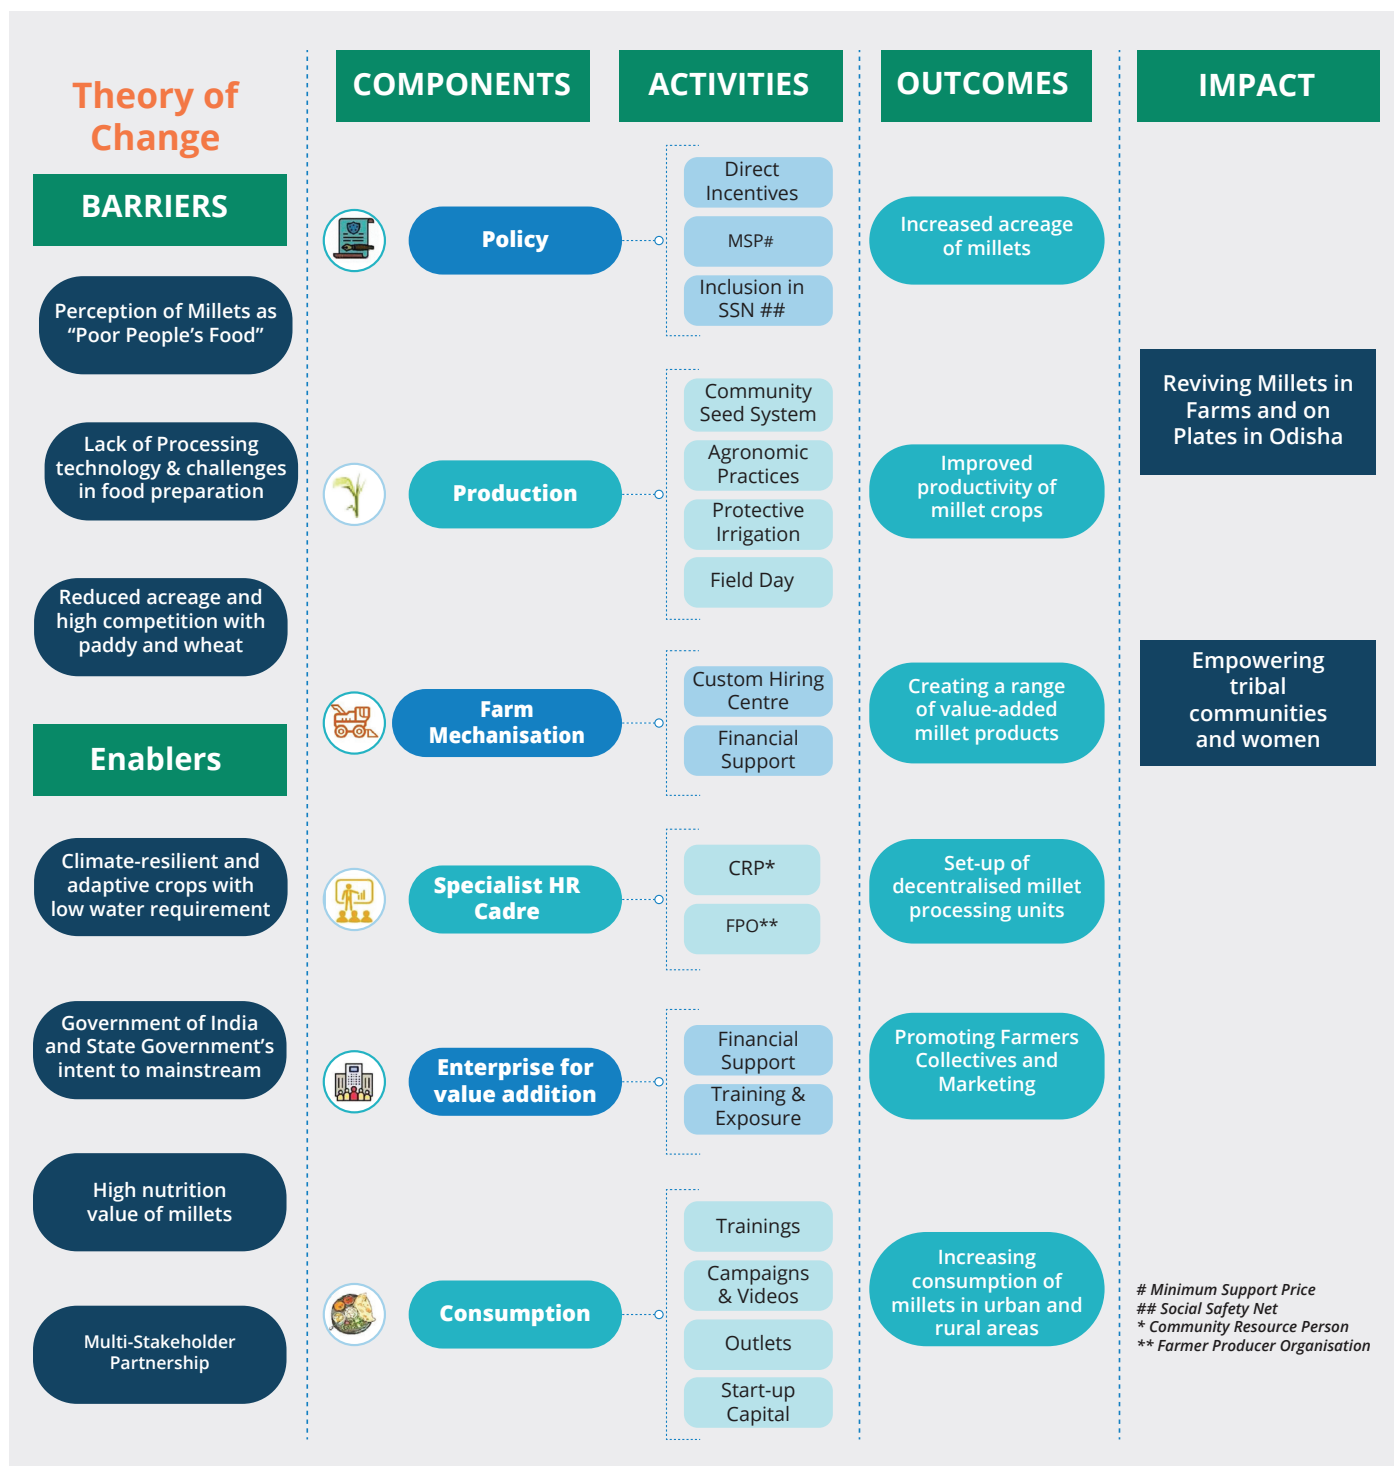 Theory of
Change
BARRIERS
Perception of Millets as
“Poor People’s Food”
Lack of Processing
technology & challenges
in food preparation
Reduced acreage and
high competition with
paddy and wheat
Enablers
Climate-resilient and
adaptive crops with
low water requirement
Government of India
and State Government’s
intent to mainstream
High nutrition
value of millets
Multi-Stakeholder
Partnership
COMPONENTS
Policy
Production
Farm
Mechanisation
Specialist HR
Cadre
Enterprise for
value addition
Consumption
ACTIVITIES
Direct
Incentives
MSP#
Inclusion in
SSN ##
Community
Seed System
Agronomic
Practices
Protective
Irrigation
Field Day
Custom Hiring
Centre
Financial
Support
CRP*
FPO**
Financial
Support
Training &
Exposure
Trainings
Campaigns
& Videos
Outlets
Start-up
Capital
OUTCOMES
Increased acreage
of millets
Improved
productivity of
millet crops
Creating a range
of value-added
millet products
Set-up of
decentralised millet
processing units
Promoting Farmers
Collectives and
Marketing
Increasing
consumption of
millets in urban and
rural areas
IMPACT
Reviving Millets in
Farms and on
Plates in Odisha
Empowering
tribal
communities
and women
# Minimum Support Price
## Social Safety Net
* Community Resource Person
** Farmer Producer Organisation